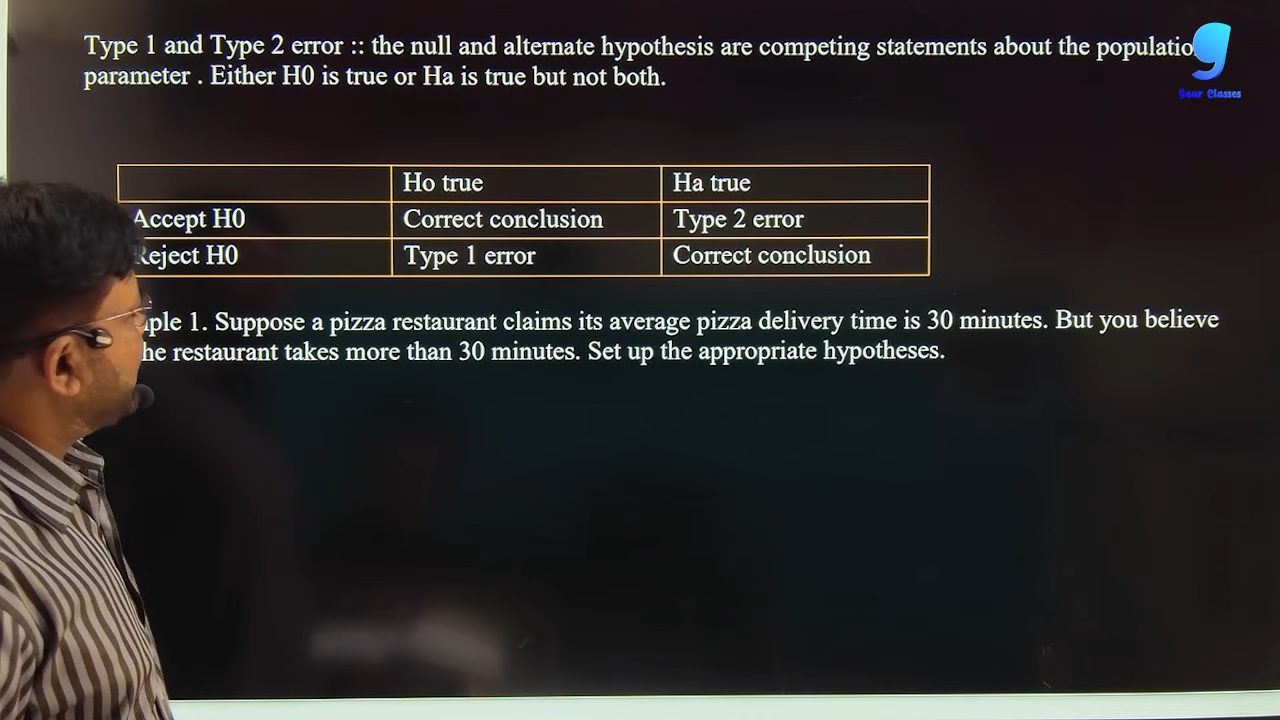 Type 1 and Type 2 error :: the null and alternate hypothesis are competing statements about the populatio
parameter . Either H0 is true or Ha is true but not both.
Gaur Classes
Ho true Ha true
Accept H0 Correct conclusion Type 2 error
Reject H0 Type 1 error Correct conclusion
1. Suppose a pizza restaurant claims its average pizza delivery time is 30 minutes. But you believe
restaurant takes more than 30 minutes. Set up the appropriate hypotheses.